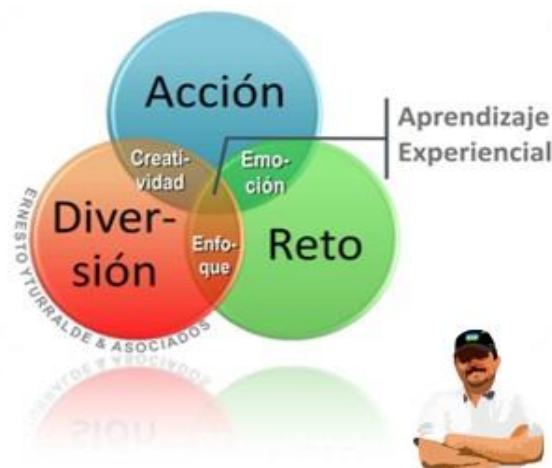 Acción
Aprendizaje
Experiencial
Creati-
vidad
Emo-
ción
Diver-
sión
Enfo-
que
Reto
ERNESTO YTURRALDE & ASOCIADOS